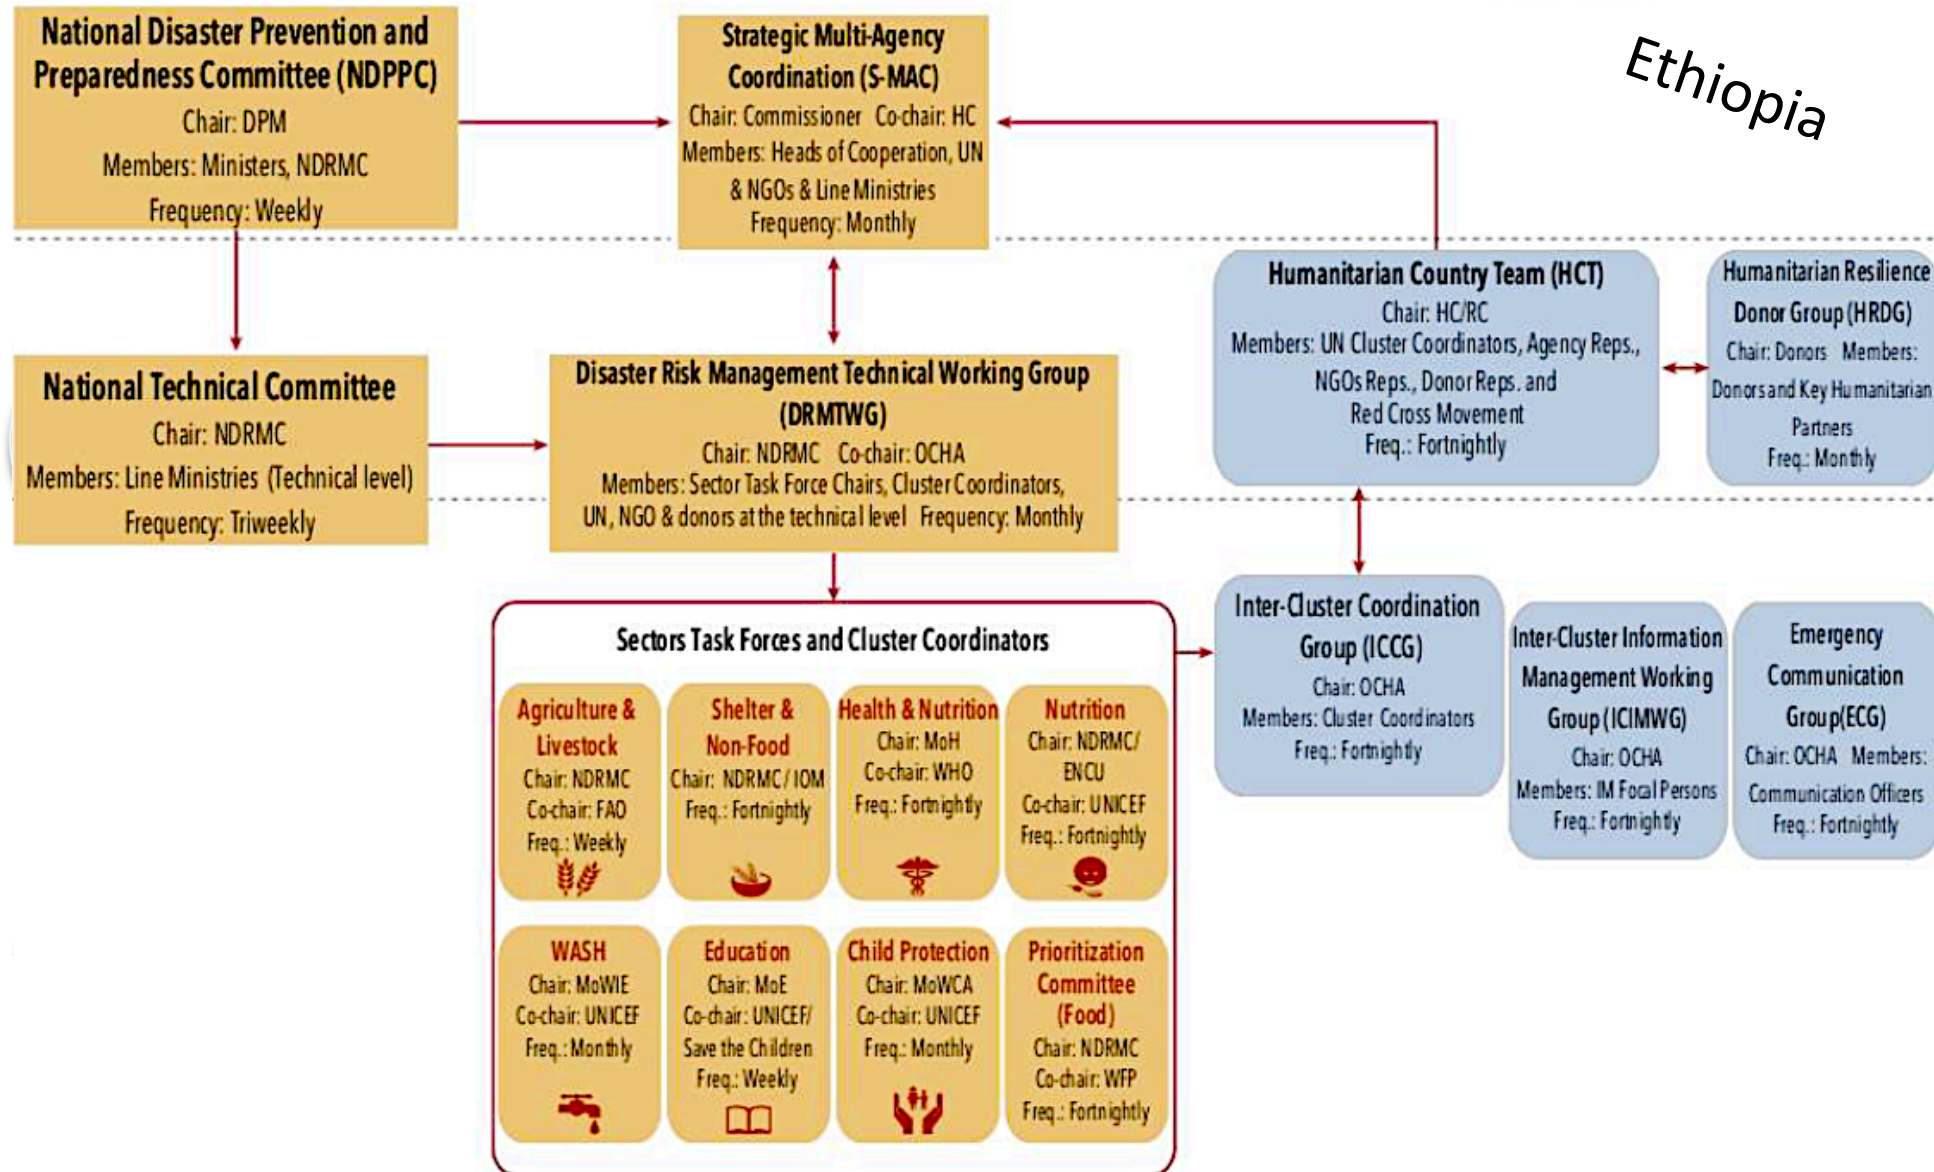 National Disaster Prevention and
Preparedness Committee (NDPPC)
Chair: DPM
Members: Ministers, NDRMC
Frequency: Weekly
Strategic Multi-Agency
Coordination (S-MAC)
Chair: Commissioner Co-chair: HC
Members: Heads of Cooperation, UN
& NGOs & Line Ministries
Frequency: Monthly
Ethiopia
National Technical Committee
Chair: NDRMC
Members: Line Ministries (Technical level)
Frequency: Triweekly
Disaster Risk Management Technical Working Group
(DRMTWG)
Chair: NDRMC Co-chair: OCHA
Members: Sector Task Force Chairs, Cluster Coordinators,
UN, NGO & donors at the technical level Frequency: Monthly
Humanitarian Country Team (HCT)
Chair: HC/RC
Members: UN Cluster Coordinators, Agency Reps.,
NGOs Reps., Donor Reps. and
Red Cross Movement
Freq.: Fortnightly
Humanitarian Resilience
Donor Group (HRDG)
Chair: Donors Members:
Donors and Key Humanitarian
Partners
Freq.: Monthly
Sectors Task Forces and Cluster Coordinators
Agriculture &
Livestock
Chair: NDRMC
Co-chair: FAO
Freq.: Weekly
Shelter &
Non-Food
Chair: NDRMC/ IOM
Freq.: Fortnightly
Health & Nutrition
Chair: MoH
Co-chair: WHO
Freq.: Fortnightly
Nutrition
Chair: NDRMC/
ENCU
Co-chair: UNICEF
Freq.: Fortnightly
WASH
Chair: MoWIE
Co-chair: UNICEF
Freq.: Monthly
Education
Chair: MoE
Co-chair: UNICEF/
Save the Children
Freq.: Weekly
Child Protection
Chair: MoWCA
Co-chair: UNICEF
Freq.: Monthly
Prioritization
Committee
(Food)
Chair: NDRMC
Co-chair: WFP
Freq.: Fortnightly
Inter-Cluster Coordination
Group (ICCG)
Chair: OCHA
Members: Cluster Coordinators
Freq.: Fortnightly
Inter-Cluster Information
Management Working
Group (ICIMWG)
Chair: OCHA
Members: IM Focal Persons
Freq.: Fortnightly
Emergency
Communication
Group(ECG)
Chair: OCHA Members:
Communication Officers
Freq.: Fortnightly